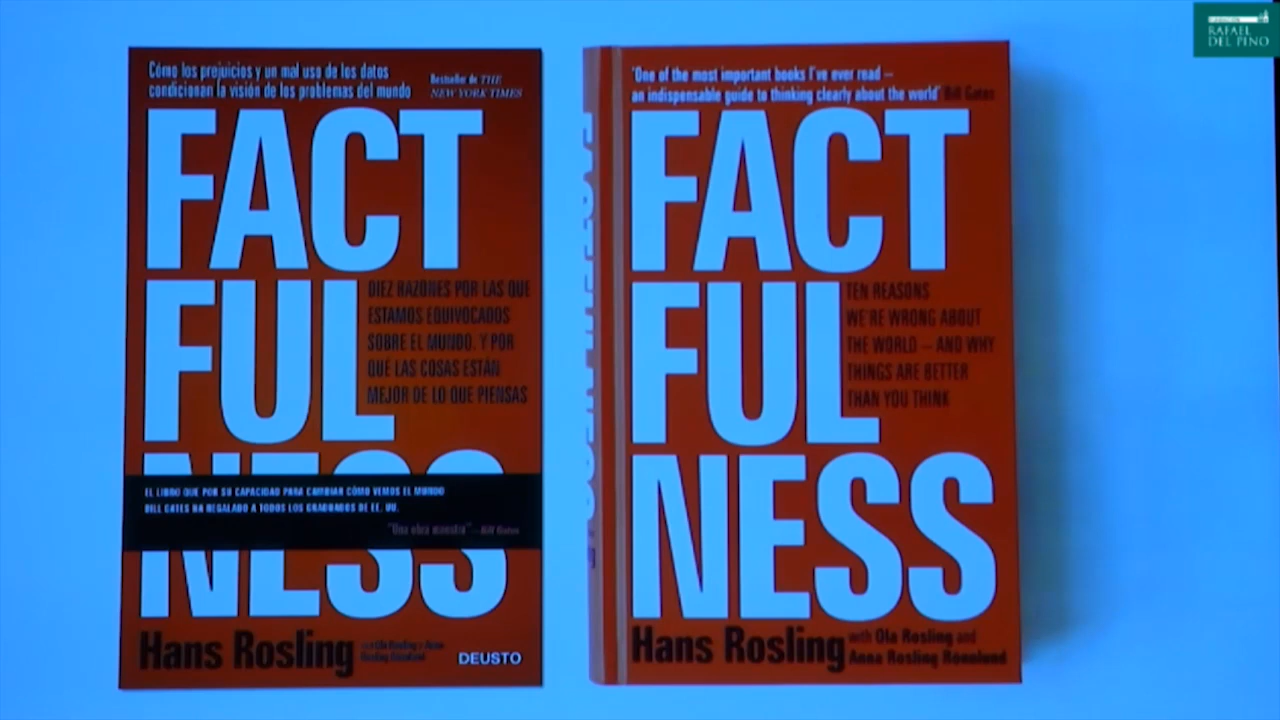 FUNDACIÓN
RAFAEL
DEL PINO
Cómo los prejuicios y un mal uso de los datos
condicionan la visión de los problemas del mundo
Bestseller de THE
NEW YORK TIMES
FACT
FUL
NESS
DIEZ RAZONES POR LAS QUE
ESTAMOS EQUIVOCADOS
SOBRE EL MUNDO. Y POR
QUÉ LAS COSAS ESTÁN
MEJOR DE LO QUE PIENSAS
EL LIBRO QUE POR SU CAPACIDAD PARA CAMBIAR CÓMO VEMOS EL MUNDO
BILL GATES HA REGALADO A TODOS LOS GRADUADOS DE EE. UU.
"Una obra maestra" —Bill Gates
Hans Rosling
Ola Rosling y Anna
Rosling Rönnlund
DEUSTO
'One of the most important books I've ever read –
an indispensable guide to thinking clearly about the world' Bill Gates
FACT
FUL
NESS
TEN REASONS
WE'RE WRONG ABOUT
THE WORLD – AND WHY
THINGS ARE BETTER
THAN YOU THINK
Hans Rosling
with Ola Rosling and
Anna Rosling Rönnlund